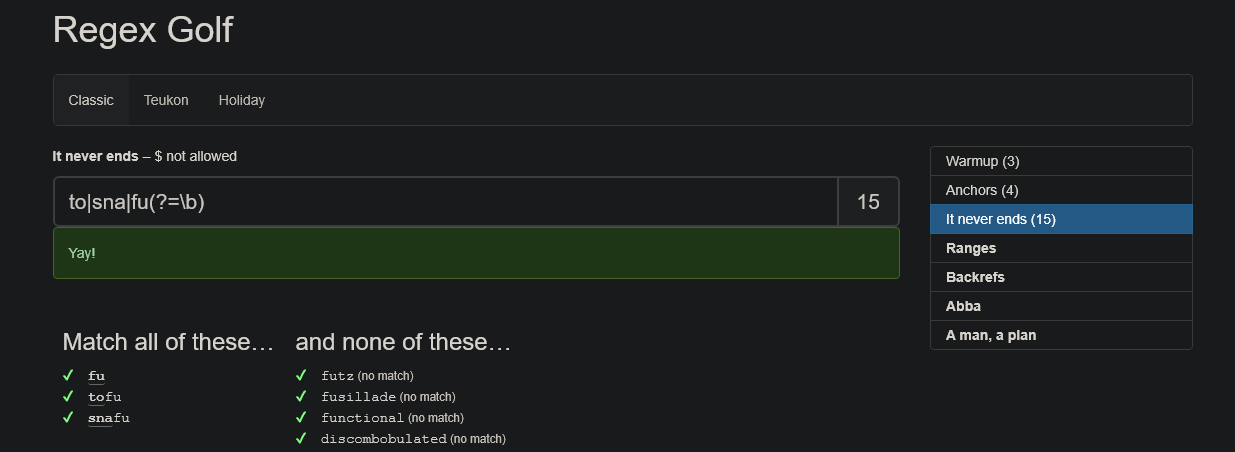 Regex Golf
Classic Teukon Holiday
It never ends – $ not allowed
to|sna|fu(?=\b) 15
Yay!
Warmup (3)
Anchors (4)
It never ends (15)
Ranges
Backrefs
Abba
A man, a plan
Match all of these… and none of these…
✓ fu ✓ futz (no match)
✓ tofu ✓ fusillade (no match)
✓ snafu ✓ functional (no match)
✓ discombobulated (no match)